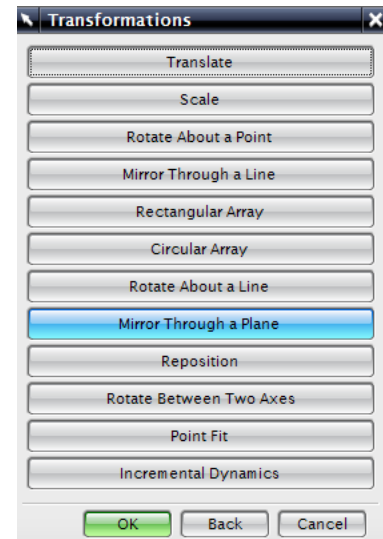 Transformations
Translate
Scale
Rotate About a Point
Mirror Through a Line
Rectangular Array
Circular Array
Rotate About a Line
Mirror Through a Plane
Reposition
Rotate Between Two Axes
Point Fit
Incremental Dynamics
OK Back Cancel